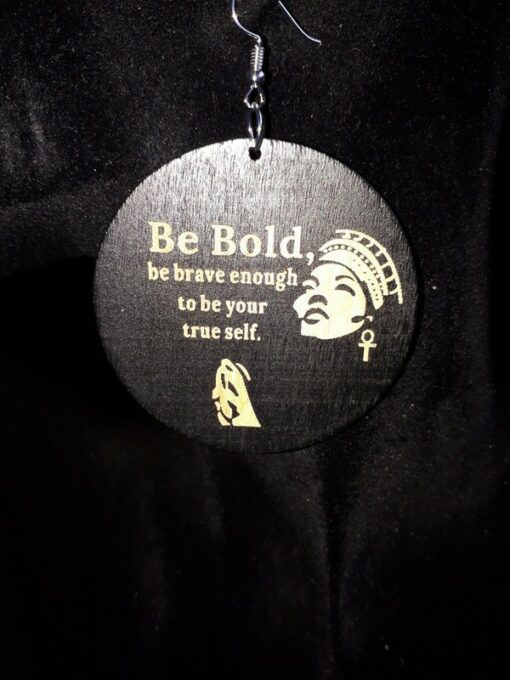 Be Bold,
be brave enough
to be your
true self.